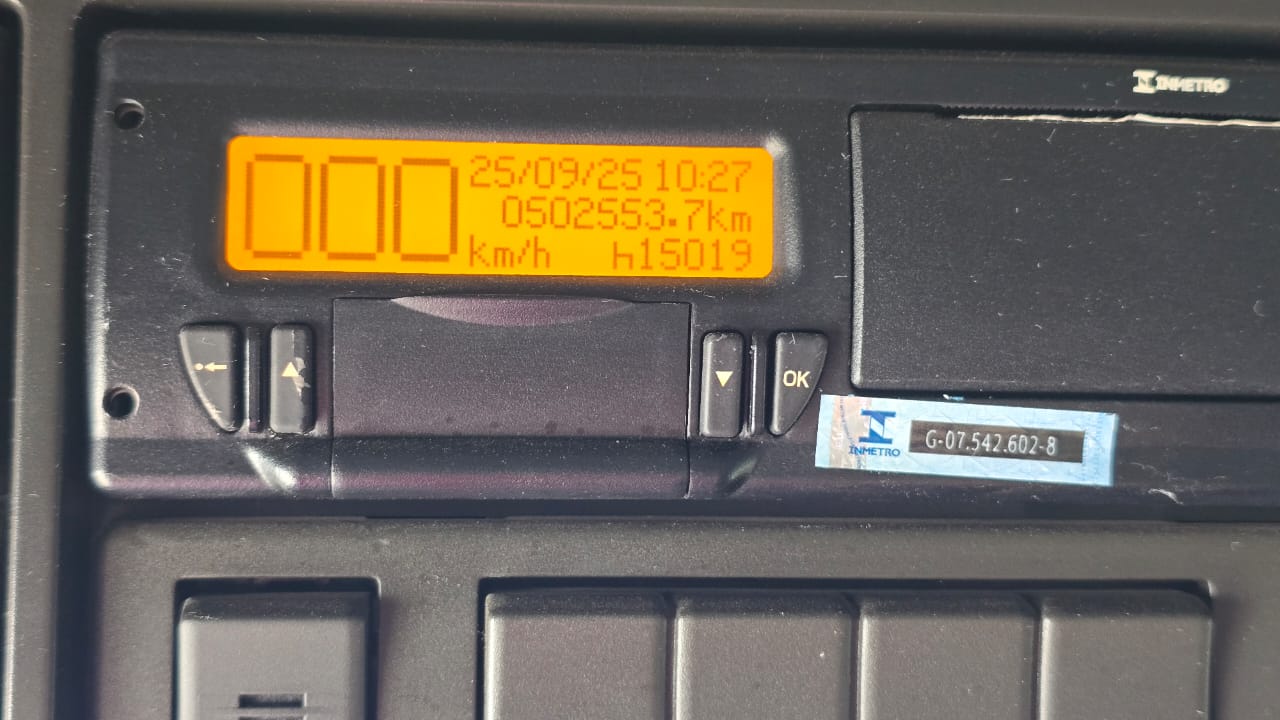 INMETRO
000
25/09/25 10:27
0502553.7km
km/h h15019
OK
INMETRO
G-07.542.602-8